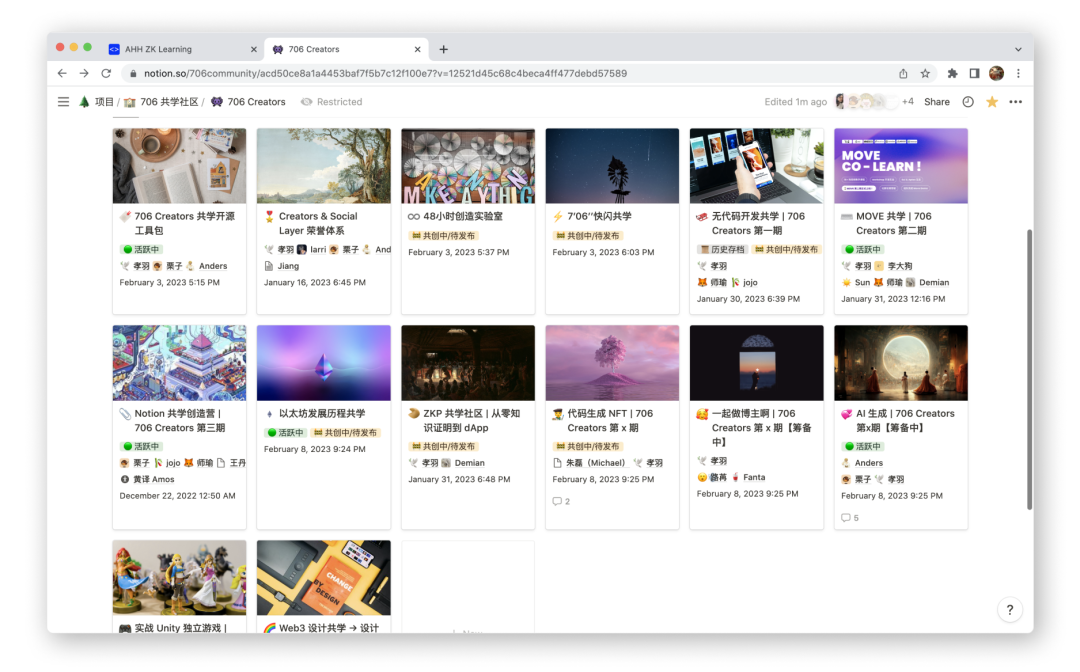 AHH ZK Learning
706 Creators
notion.so/706community/acd50ce8a1a4453baf7f5b7c12f100e7?v=12521d45c68c4beca4ff477debd57589
项目 / 706 共学社区 / 706 Creators Restricted
Edited 1m ago +4 Share
706 Creators 共学开源
工具包
活跃中
孝羽 栗子 Anders
February 3, 2023 5:15 PM
Creators & Social
Layer 荣誉体系
孝羽 larri 栗子 And
Jiang
January 16, 2023 6:45 PM
MAKE ANYTHING
48小时创造实验室
共创中/待发布
February 3, 2023 5:37 PM
7‘06‘’快闪共学
共创中/待发布
February 3, 2023 6:03 PM
无代码开发共学 | 706
Creators 第一期
历史存档 共创中/待发布
孝羽
师瑜 jojo
January 30, 2023 6:39 PM
MOVE
CO-LEARN !
MOVE 共学 | 706
Creators 第二期
活跃中
孝羽 李大狗
Sun 师瑜 Demian
January 31, 2023 12:16 PM
Notion 共学创造营 |
706 Creators 第三期
活跃中
栗子 jojo 师瑜 王丹
黄译 Amos
December 22, 2022 12:50 AM
以太坊发展历程共学
活跃中 共创中/待发布
February 8, 2023 9:24 PM
ZKP 共学社区 | 从零知
识证明到 dApp
共创中/待发布
孝羽 Demian
January 31, 2023 6:48 PM
代码生成 NFT | 706
Creators 第 x 期
共创中/待发布
朱磊（Michael） 孝羽
February 8, 2023 9:25 PM
2
一起做博主啊 | 706
Creators 第 x 期【筹备
中】
孝羽
Fanta
February 8, 2023 9:25 PM
AI 生成 | 706 Creators
第x期【筹备中】
活跃中
Anders
栗子 孝羽
February 8, 2023 9:25 PM
5
实战 Unity 独立游戏 |
CHANGE
BY
DESIGN
Web3 设计共学 → 设计
+ New
?